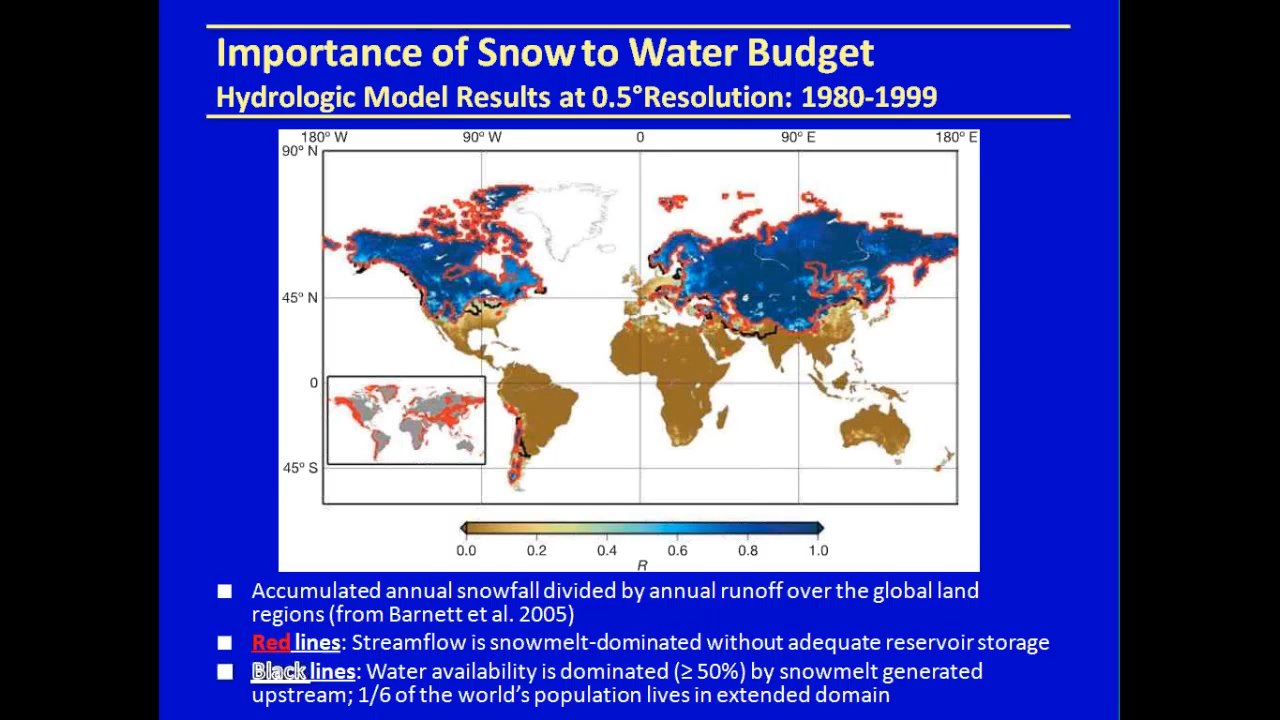 Importance of Snow to Water Budget
Hydrologic Model Results at 0.5°Resolution: 1980-1999
180° W 90° W 0 90° E 180° E
90° N
45° N
0
45° S
0.0 0.2 0.4 0.6 0.8 1.0
R
Accumulated annual snowfall divided by annual runoff over the global land
regions (from Barnett et al. 2005)
Red lines: Streamflow is snowmelt-dominated without adequate reservoir storage
Black lines: Water availability is dominated (≥ 50%) by snowmelt generated
upstream; 1/6 of the world's population lives in extended domain